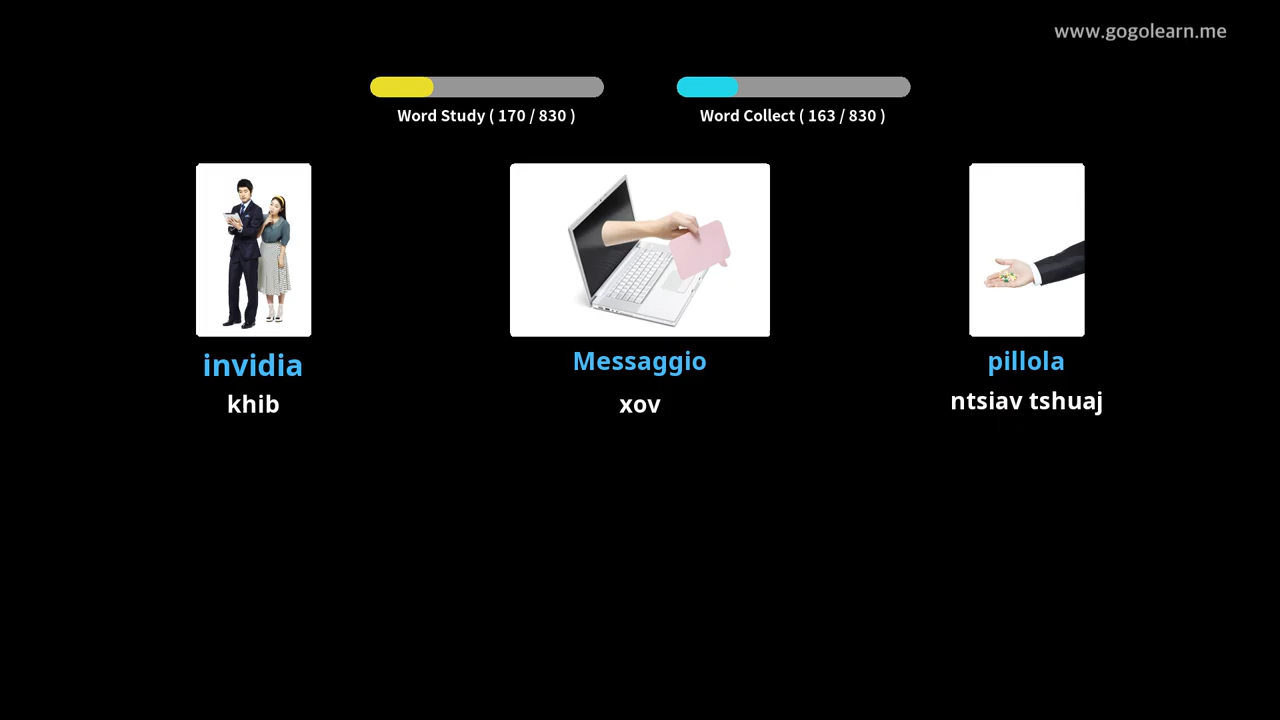 www.gogolearn.me
Word Study ( 170 / 830 )
Word Collect ( 163 / 830 )
invidia
khib
Messaggio
xov
pillola
ntsiav tshuaj